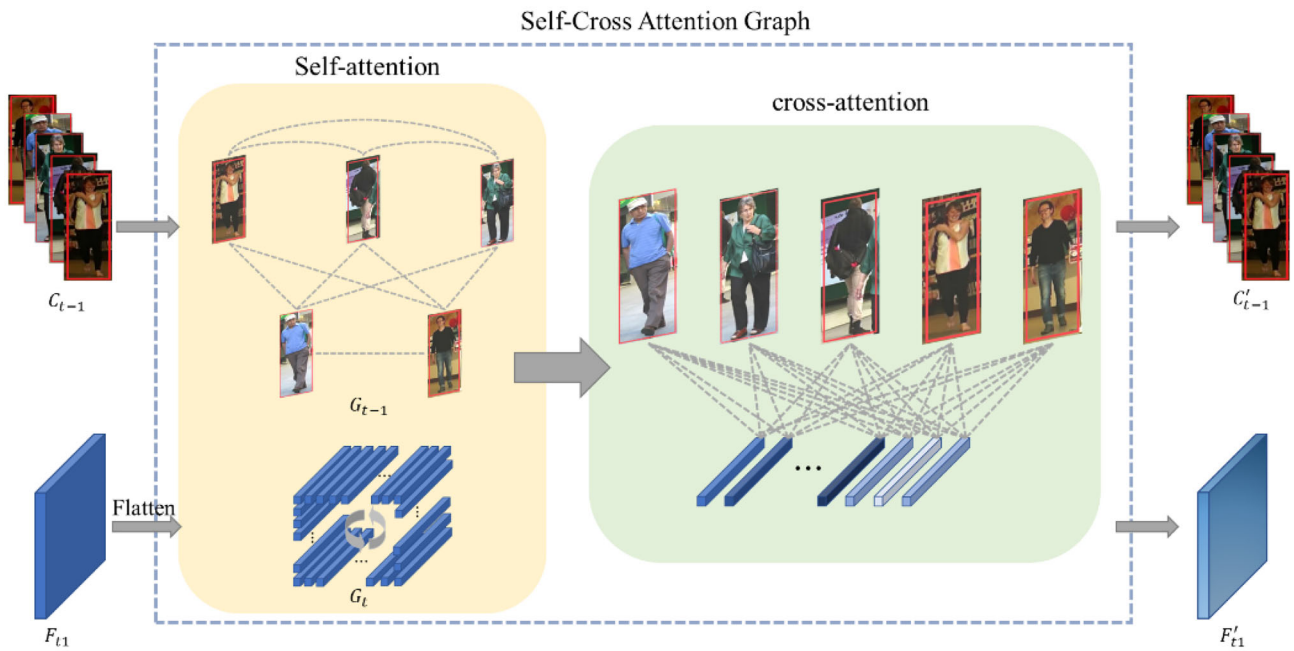 Self-Cross Attention Graph
Self-attention
cross-attention
C_{t-1}
C'_{t-1}
G_{t-1}
...
Flatten
G_t
F_{t1}
F'_{t1}